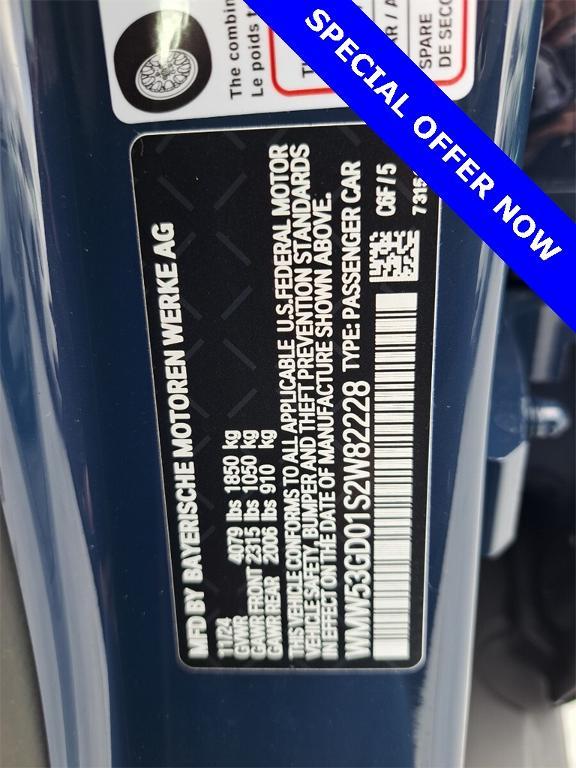 The combin
Le poids t
SPARE
DE SECO
SPECIAL OFFER NOW
MFD BY BAYERISCHE MOTOREN WERKE AG
11/24
GVWR 4079 lbs 1850 kg
GAWR FRONT 2315 lbs 1050 kg
GAWR REAR 2006 lbs 910 kg
THIS VEHICLE CONFORMS TO ALL APPLICABLE U.S.FEDERAL MOTOR
VEHICLE SAFETY, BUMPER AND THEFT PREVENTION STANDARDS
IN EFFECT ON THE DATE OF MANUFACTURE SHOWN ABOVE.
WMW53GD01S2W82228 TYPE: PASSENGER CAR
C6F / 5